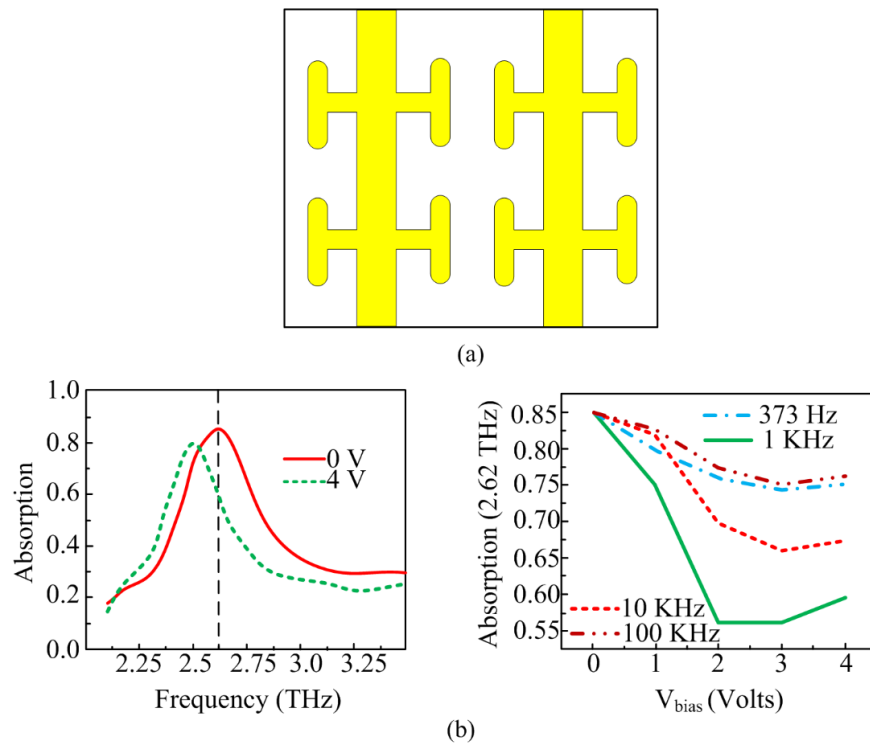 (a)
1.0
0.8
0.6
0.4
0.2
0.0
Absorption
0 V
4 V
2.25 2.5 2.75 3.0 3.25
Frequency (THz)
0.85
0.80
0.75
0.70
0.65
0.60
0.55
Absorption (2.62 THz)
373 Hz
1 KHz
10 KHz
100 KHz
0 1 2 3 4
Vbias (Volts)
(b)